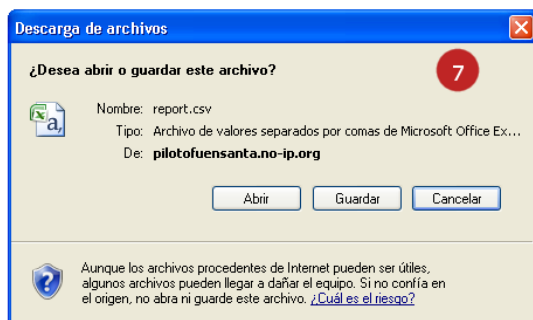 Descarga de archivos
¿Desea abrir o guardar este archivo?
7
a,
Nombre: report.csv
Tipo: Archivo de valores separados por comas de Microsoft Office Ex...
De: pilotofuensanta.no-ip.org
Abrir Guardar Cancelar
Aunque los archivos procedentes de Internet pueden ser útiles,
algunos archivos pueden llegar a dañar el equipo. Si no confía en
el origen, no abra ni guarde este archivo. ¿Cuál es el riesgo?